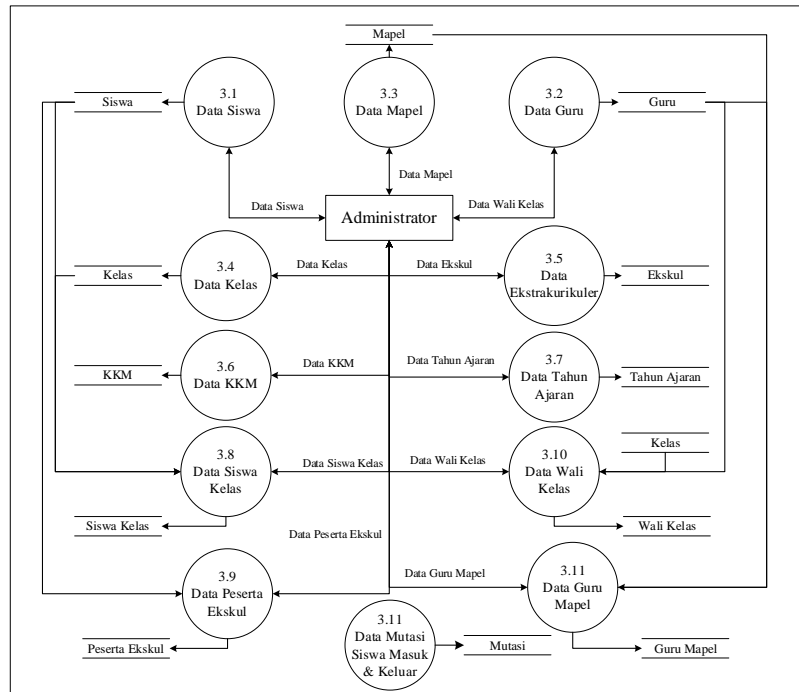 Mapel
3.1
Data Siswa
3.3
Data Mapel
3.2
Data Guru
Siswa
Guru
Data Mapel
Data Siswa
Data Wali Kelas
Administrator
3.4
Data Kelas
Data Kelas
Data Ekskul
3.5
Data
Ekstrakurikuler
Kelas
Ekskul
3.6
Data KKM
Data KKM
Data Tahun Ajaran
3.7
Data Tahun
Ajaran
KKM
Tahun Ajaran
3.8
Data Siswa
Kelas
Data Siswa Kelas
Data Wali Kelas
3.10
Data Wali
Kelas
Kelas
Siswa Kelas
Wali Kelas
Data Peserta Ekskul
3.9
Data Peserta
Ekskul
Data Guru Mapel
3.11
Data Guru
Mapel
3.11
Data Mutasi
Siswa Masuk
& Keluar
Mutasi
Peserta Ekskul
Guru Mapel